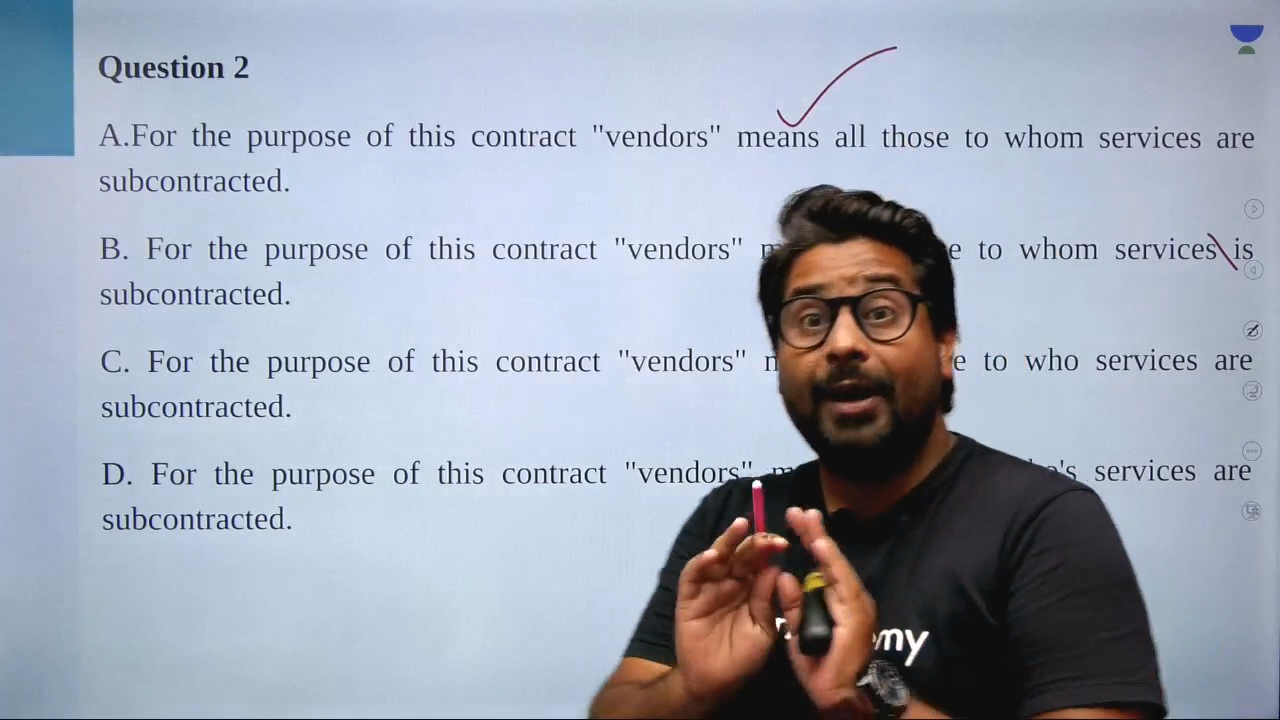 Question 2
A.For the purpose of this contract "vendors" means all those to whom services are
subcontracted.
B. For the purpose of this contract "vendors" to whom services is
subcontracted.
C. For the purpose of this contract "vendors" to who services are
subcontracted.
D. For the purpose of this contract "vendors" services are
subcontracted.